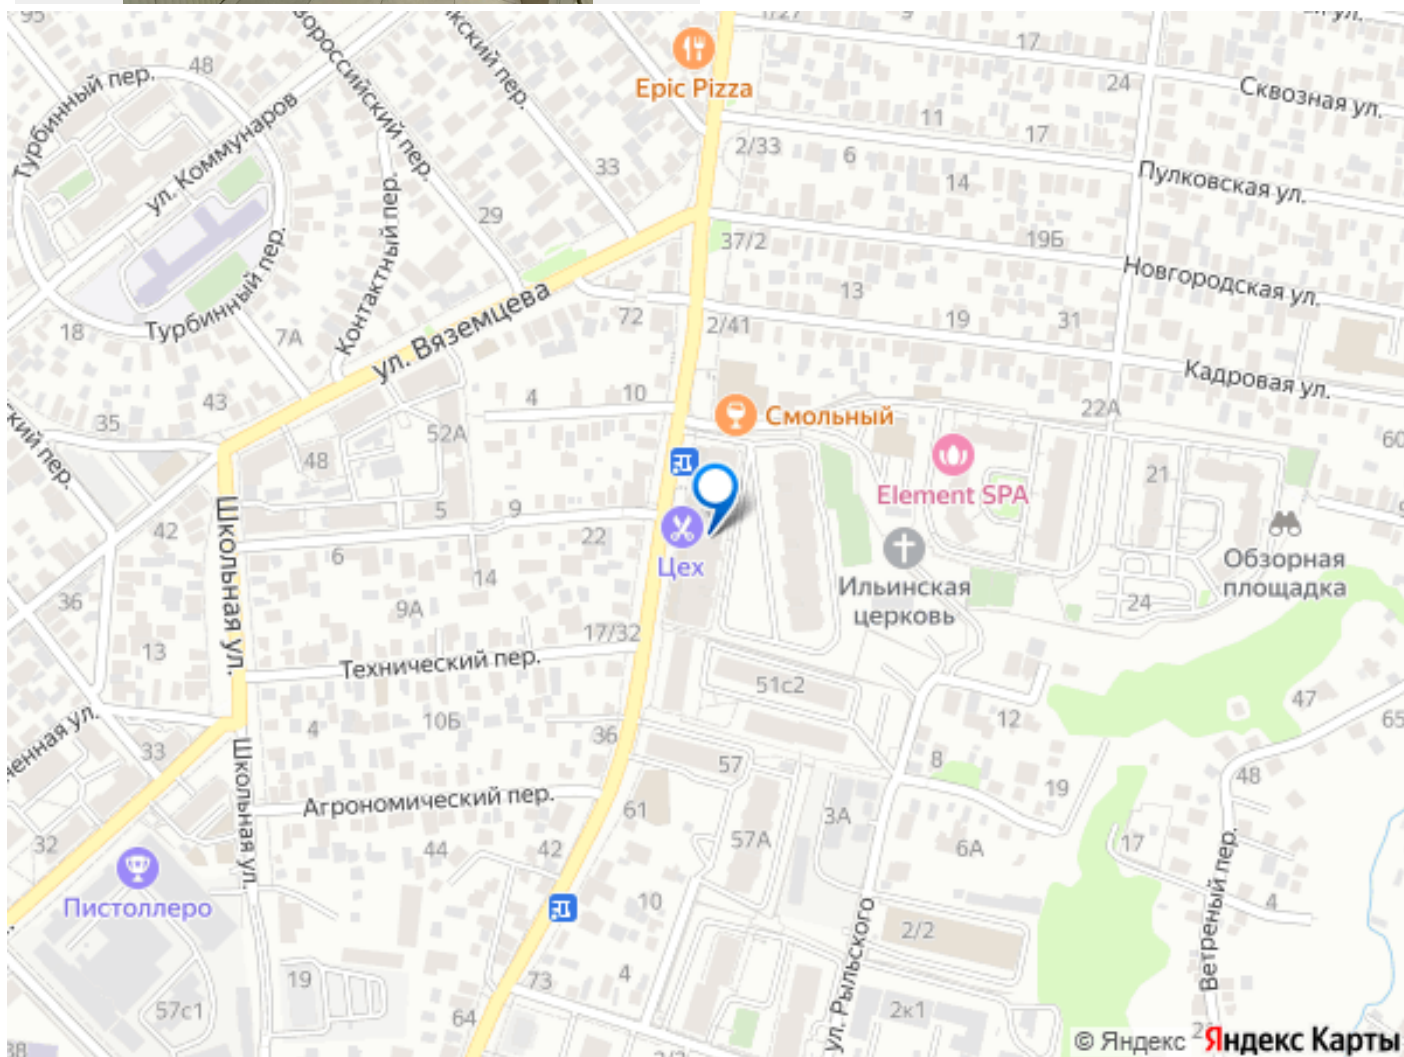 95
48
Турбинный пер.
ул. Коммунаров
Epic Pizza
17
24
Сквозная ул.
11
17
2/33
6
14
Пулковская ул.
33
29
Контактный пер.
37/2
19Б
Новгородская ул.
Турбинный пер.
18
7А
ул. Вяземцева
72
2/41
13
19
31
Кадровая ул.
4
10
43
35
52А
48
Смольный
22А
60
Element SPA
21
Школьная ул.
42
5
9
6
22
14
Цех
Ильинская
церковь
Обзорная
площадка
24
36
13
9А
17/32
Технический пер.
51с2
4
10Б
36
12
47
65
33
Школьная ул.
57
8
19
48
Агрономический пер.
61
3А
57А
6А
17
32
44
42
Ветреный пер.
Пистоллеро
10
4
ул. Рыльского
2/2
19
73
4
57с1
64
2к1
© Яндекс
Яндекс Карты